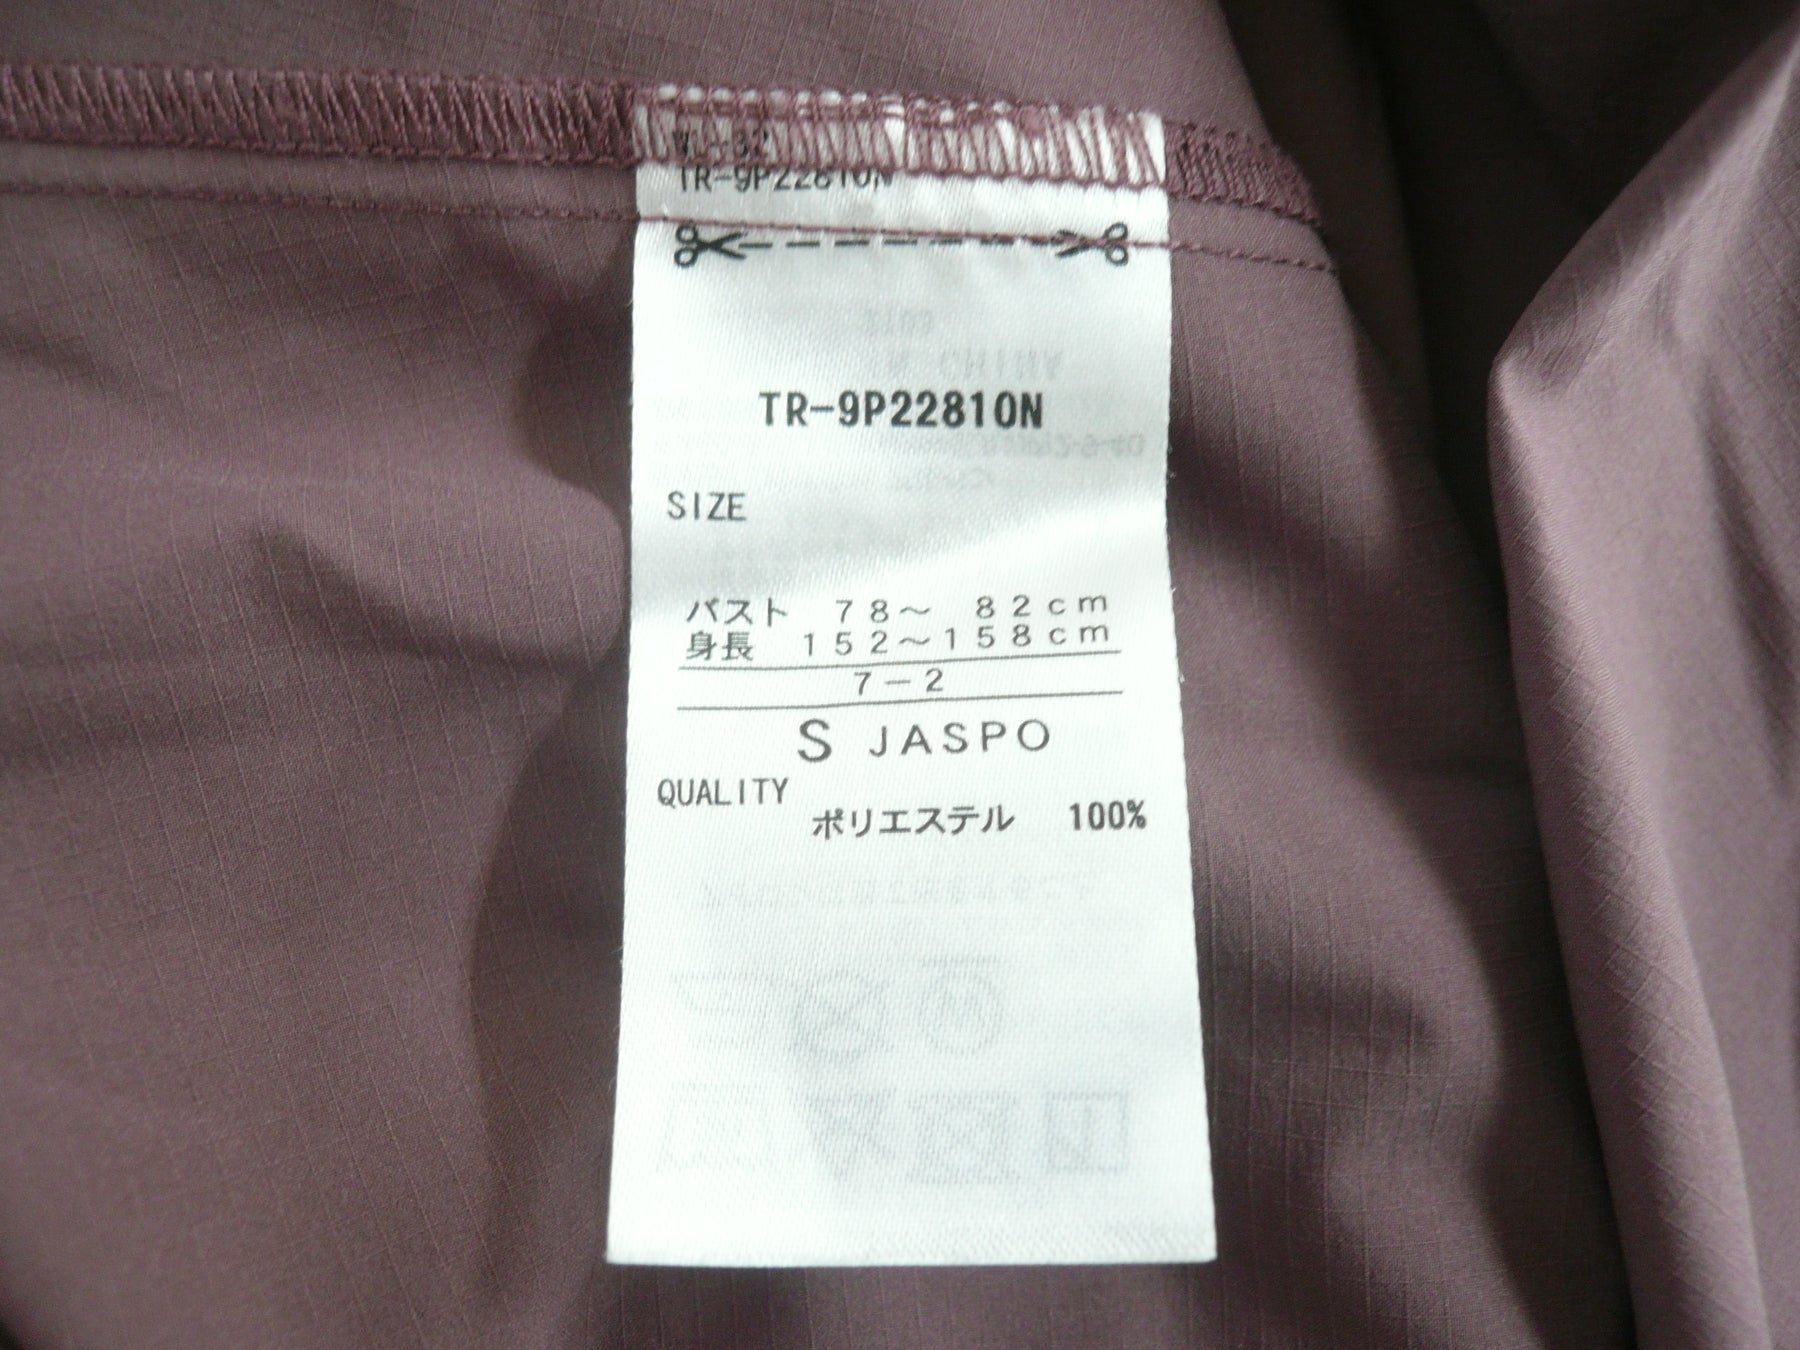 TR-9P22810N
TR-9P22810N
SIZE
バスト 78～ 82cm
身長 152～158cm
7-2
S JASPO
QUALITY
ポリエステル 100%